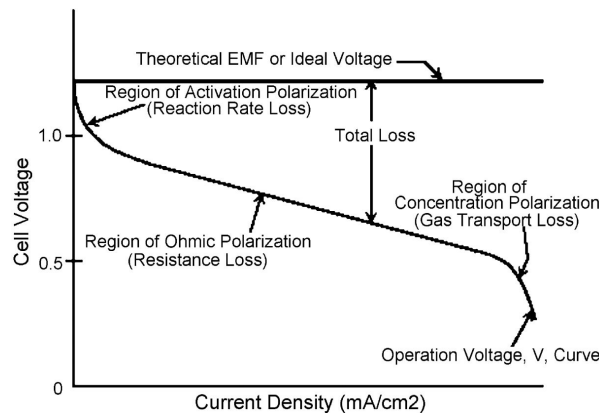 Theoretical EMF or Ideal Voltage
Region of Activation Polarization
(Reaction Rate Loss)
Total Loss
1.0
Region of
Concentration Polarization
(Gas Transport Loss)
Region of Ohmic Polarization
(Resistance Loss)
Cell Voltage
0.5
Operation Voltage, V, Curve
0
Current Density (mA/cm2)